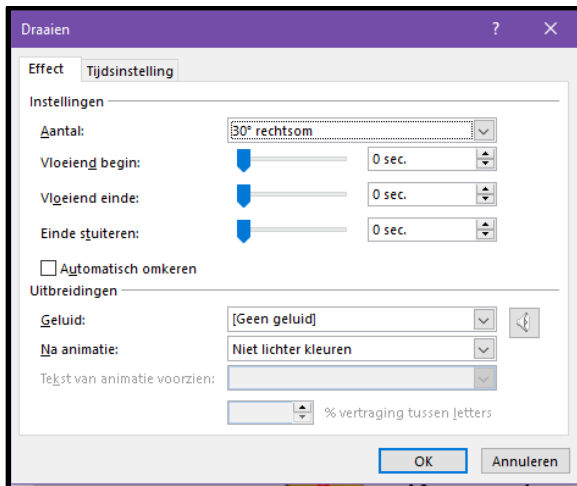 Draaien ?
Effect Tijdsinstelling
Instellingen
Aantal: 30° rechtsom
Vloeiend begin: 0 sec.
Vloeiend einde: 0 sec.
Einde stuiteren: 0 sec.
Automatisch omkeren
Uitbreidingen
Geluid: [Geen geluid]
Na animatie: Niet lichter kleuren
Tekst van animatie voorzien:
% vertraging tussen letters
OK Annuleren